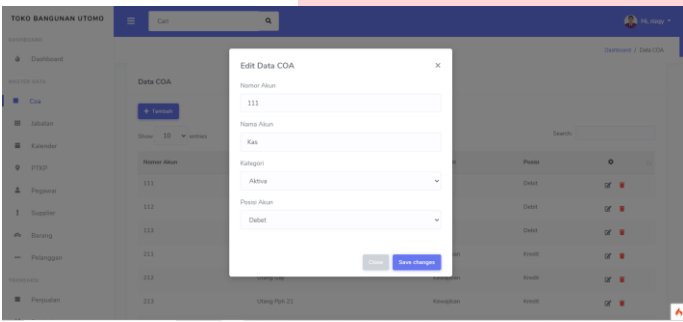 TOKO BANGUNAN UTOMO
Cari
Hi, rizqy
DASHBOARD
Dashboard
Dashboard / Data COA
MASTER DATA
Data COA
Coa
+ Tambah
Jabatan
Show 10 entries
Search:
Kalender
Nomor Akun
Posisi
PTKP
111
Debit
Pegawai
112
Debit
Supplier
113
Debit
Barang
211
Kredit
Pelanggan
212
Utang Gaji
Kewajiban
Kredit
TRANSAKSI
Penjualan
213
Utang Pph 21
Kewajiban
Kredit
Edit Data COA
×
Nomor Akun
111
Nama Akun
Kas
Kategori
Aktiva
Posisi Akun
Debet
Close
Save changes